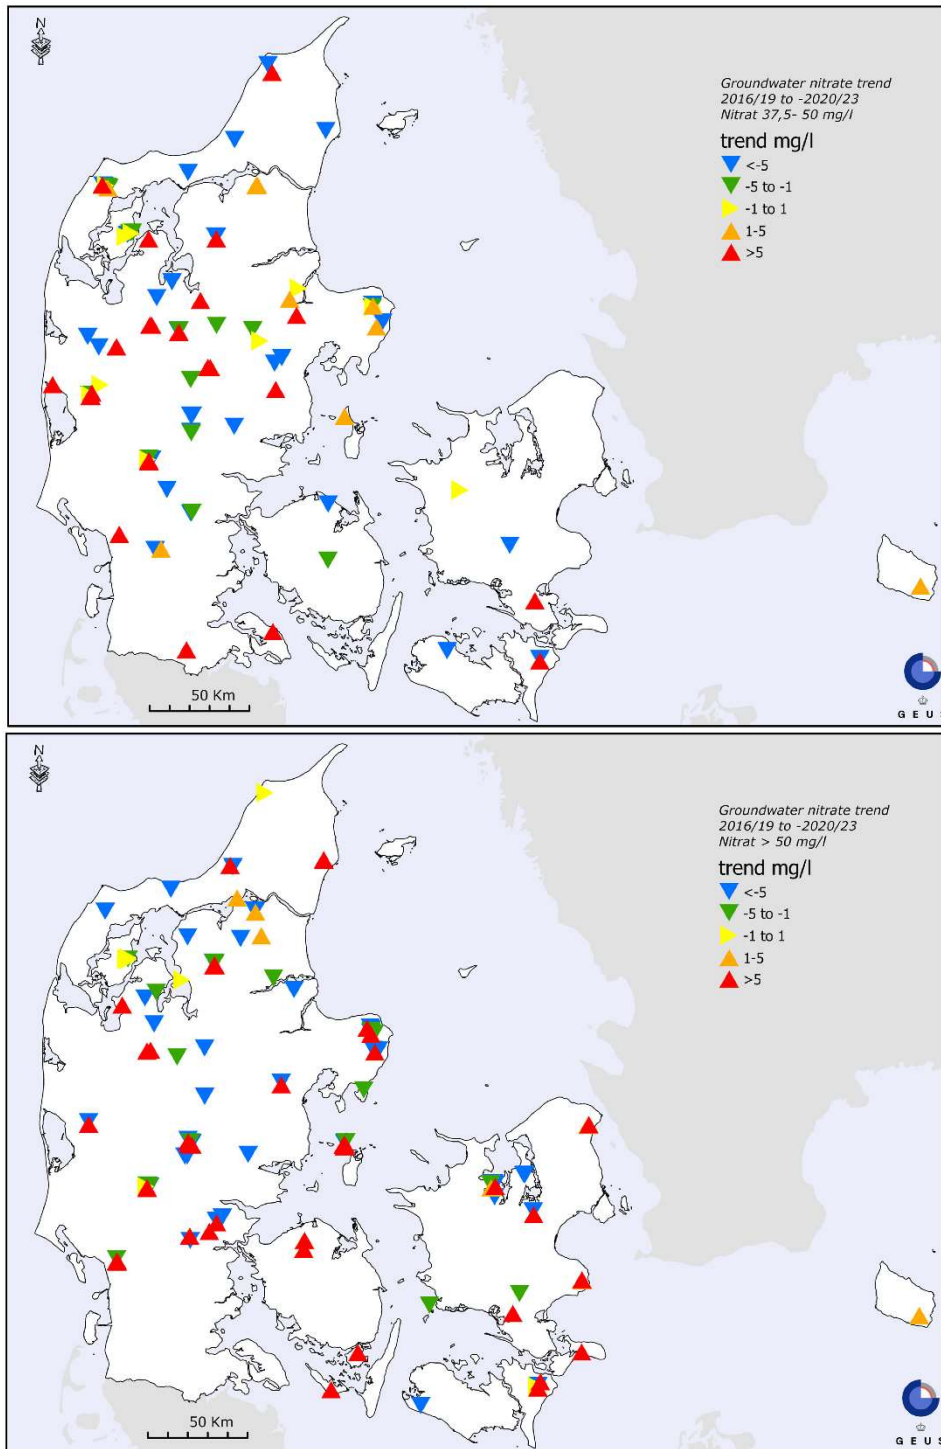 N
Groundwater nitrate trend
2016/19 to -2020/23
Nitrat 37,5- 50 mg/l
trend mg/l
<-5
-5 to -1
-1 to 1
1-5
>5
50 Km
G E U S
N
Groundwater nitrate trend
2016/19 to -2020/23
Nitrat > 50 mg/l
trend mg/l
<-5
-5 to -1
-1 to 1
1-5
>5
50 Km
G E U S